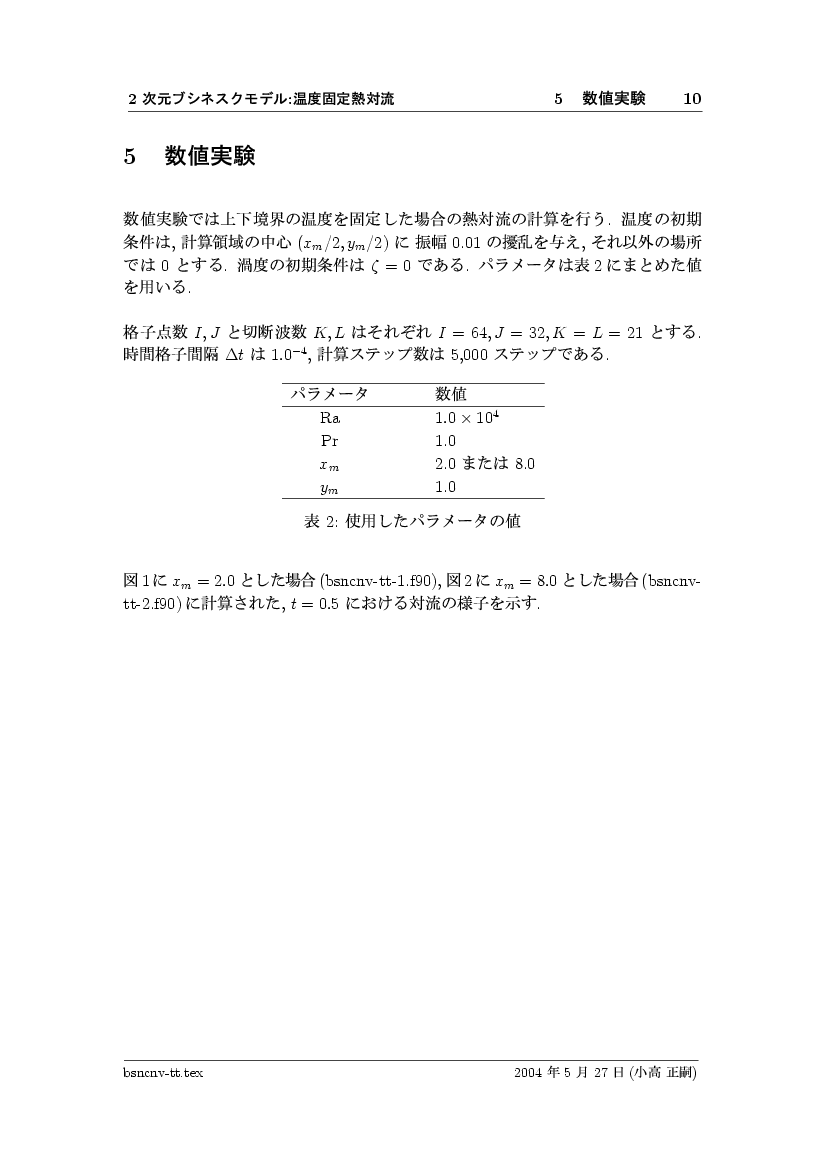 2 次元ブシネスクモデル:温度固定熱対流 5 数値実験 10
5 数値実験
数値実験では上下境界の温度を固定した場合の熱対流の計算を行う. 温度の初期
条件は, 計算領域の中心 (xₘ/2, yₘ/2) に 振幅 0.01 の擾乱を与え, それ以外の場所
では 0 とする. 渦度の初期条件は ζ = 0 である. パラメータは表 2 にまとめた値
を用いる.
格子点数 I, J と切断波数 K, L はそれぞれ I = 64, J = 32, K = L = 21 とする.
時間格子間隔 Δt は 1.0⁻⁴, 計算ステップ数は 5,000 ステップである.
パラメータ 数値
Ra 1.0 × 10⁴
Pr 1.0
xₘ 2.0 または 8.0
yₘ 1.0
表 2: 使用したパラメータの値
図 1 に xₘ = 2.0 とした場合 (bsncnv-tt-1.f90), 図 2 に xₘ = 8.0 とした場合 (bsncnv-
tt-2.f90) に計算された, t = 0.5 における対流の様子を示す.
bsncnv-tt.tex 2004 年 5 月 27 日 (小高 正嗣)